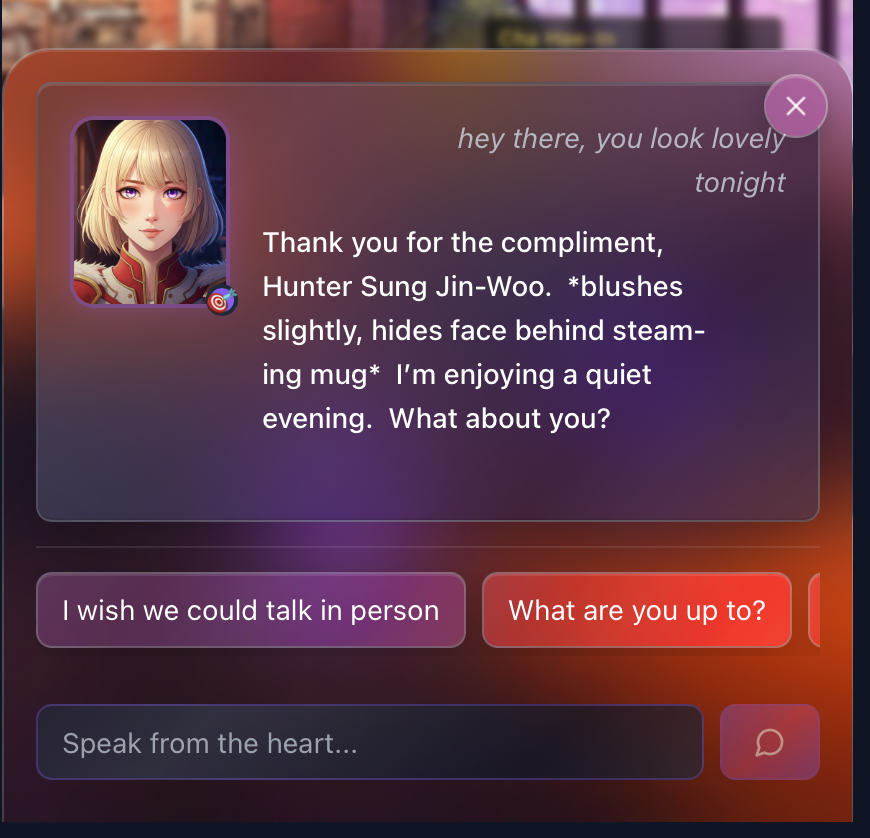 Cha Hae-In
hey there, you look lovely
tonight
Thank you for the compliment,
Hunter Sung Jin-Woo.  *blushes
slightly, hides face behind steam-
ing mug*  I’m enjoying a quiet
evening.  What about you?
I wish we could talk in person
What are you up to?
Speak from the heart...